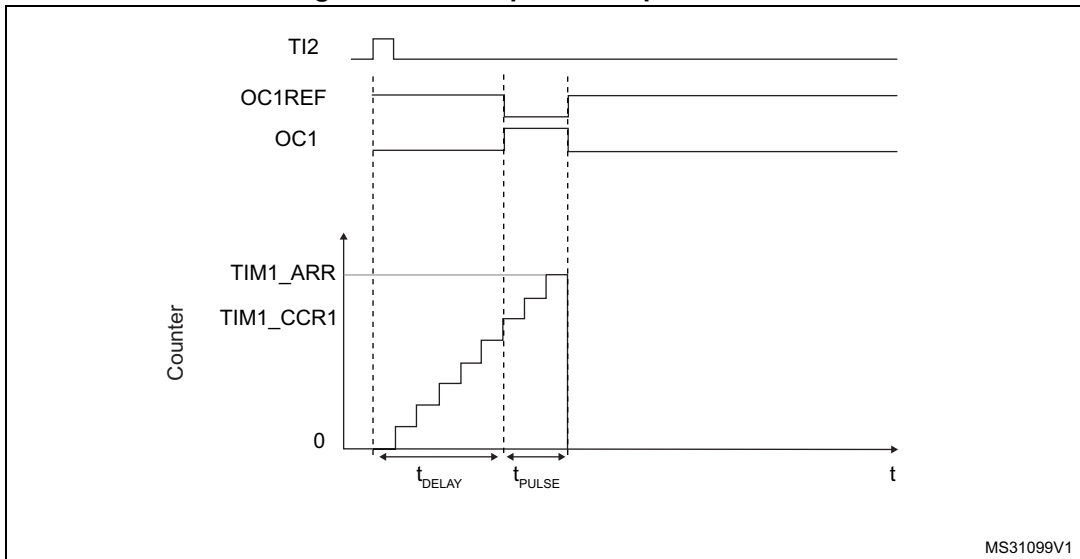 TI2
OC1REF
OC1
TIM1_ARR
TIM1_CCR1
Counter
0
tDELAY
tPULSE
t
MS31099V1